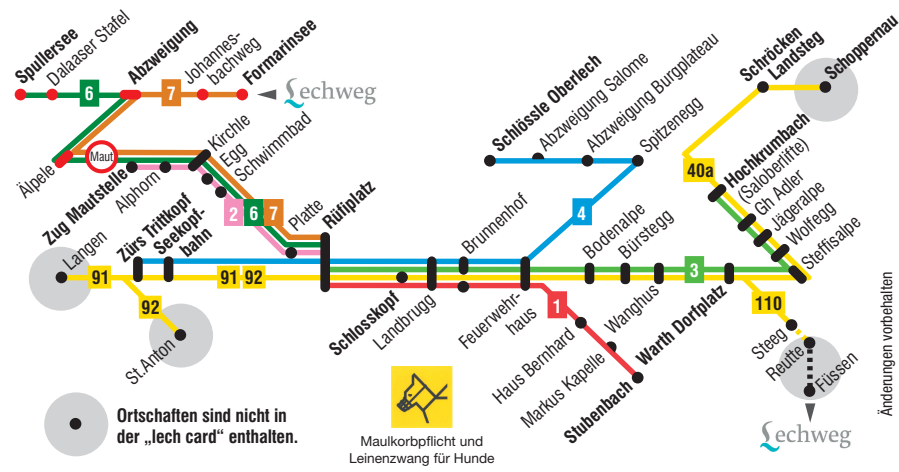 Spullersee
Dalaaser Stafel
6
Abzweigung
7
Johannes-
bachweg
Formarinsee
Lechweg
Älpele
Maut
Kirchle
Egg
Schwimmbad
Zug Mautstelle
Alphorn
2
6
7
Platte
Rüfiplatz
Langen
91
Zürs Trittkopf
Seekopf-
bahn
91
92
92
St.Anton
Schlosskopf
Landbrugg
Brunnenhof
Feuerwehr-
haus
4
Schlössle Oberlech
Abzweigung Salome
Abzweigung Burgplateau
Spitzenegg
Bodenalpe
Bürstegg
Wanghus
3
Warth Dorfplatz
1
Haus Bernhard
Markus Kapelle
Stubenbach
Schröcken
Landsteg
Schoppernau
40a
Hochkrumbach
(Saloberlifte)
Gh Adler
Jägeralpe
Wolfegg
Steffisalpe
110
Steeg
Reutte
Füssen
Lechweg
Ortschaften sind nicht in
der „lech card“ enthalten.
Maulkorbpflicht und
Leinenzwang für Hunde
Änderungen vorbehalten